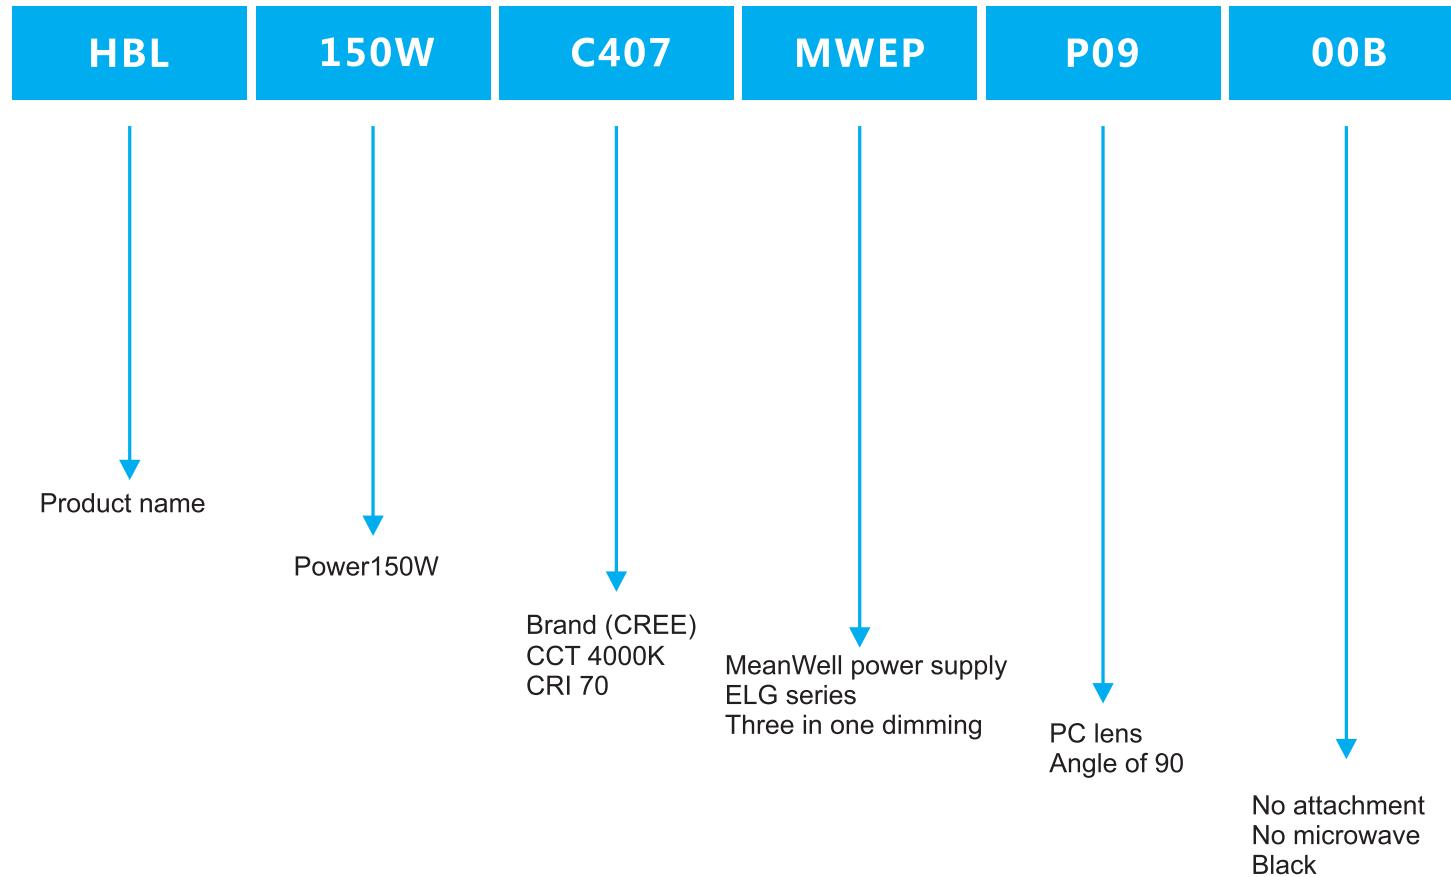 HBL
150W
C407
MWEP
P09
00B
Product name
Power150W
Brand (CREE)
CCT 4000K
CRI 70
MeanWell power supply
ELG series
Three in one dimming
PC lens
Angle of 90
No attachment
No microwave
Black